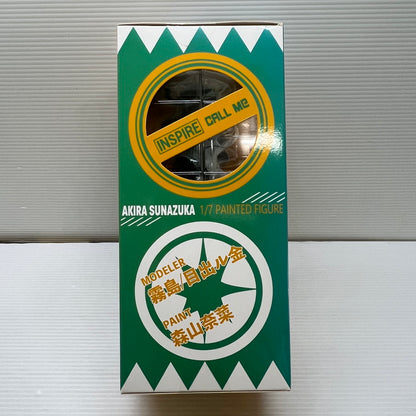 INSPIRE CALL Me
AKIRA SUNAZUKA 1/7 PAINTED FIGURE
MODELER
霧島/目出ル金
PAINT
森山奈菜